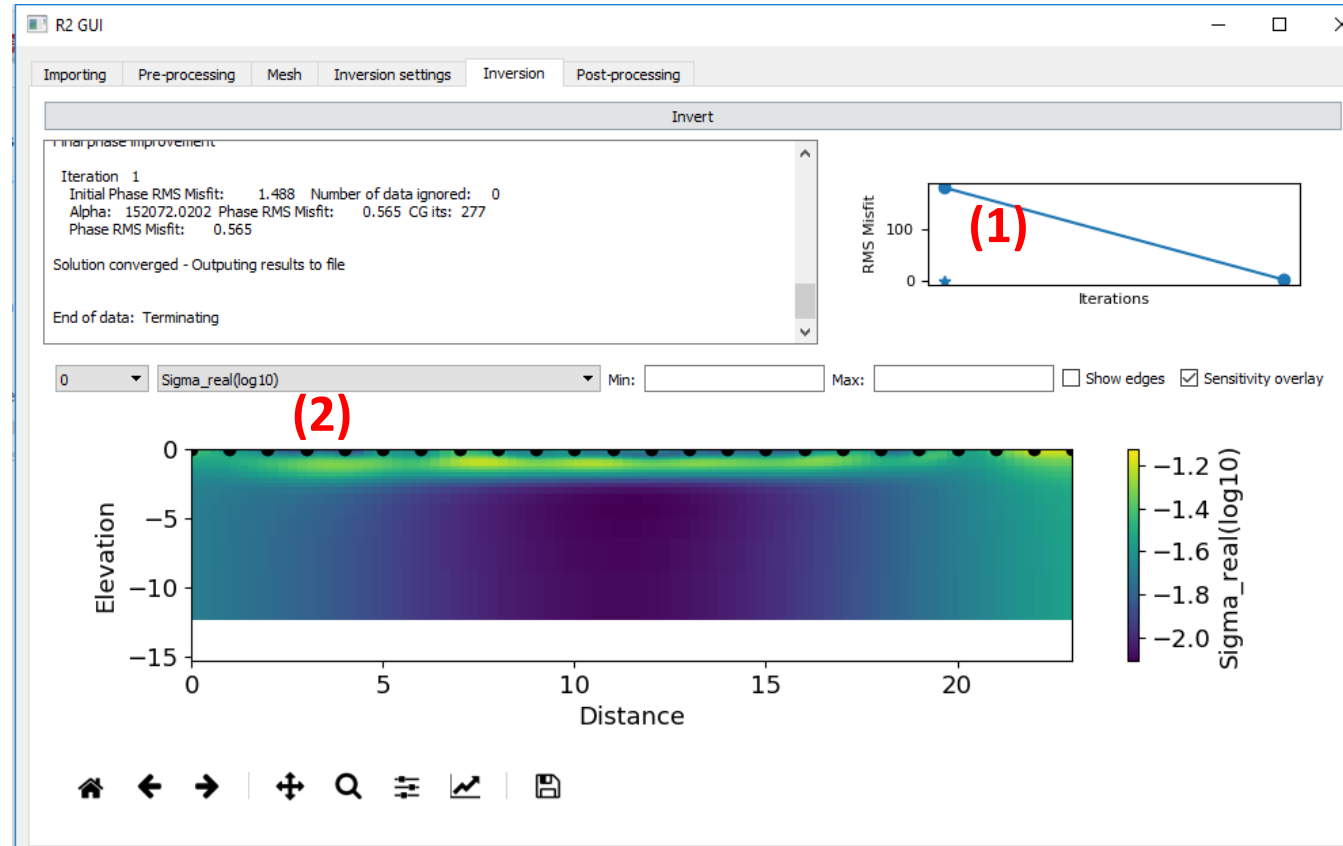 R2 GUI
Importing Pre-processing Mesh Inversion settings Inversion Post-processing
Invert
Final phase improvement
Iteration 1
Initial Phase RMS Misfit: 1.488 Number of data ignored: 0
Alpha: 152072.0202 Phase RMS Misfit: 0.565 CG its: 277
Phase RMS Misfit: 0.565
Solution converged - Outputing results to file
End of data: Terminating
RMS Misfit
100
0
(1)
Iterations
0 Sigma_real(log10) Min: Max: Show edges Sensitivity overlay
(2)
Elevation
0
−5
−10
−15
0 5 10 15 20
Distance
−1.2
−1.4
−1.6
−1.8
−2.0
Sigma_real(log10)